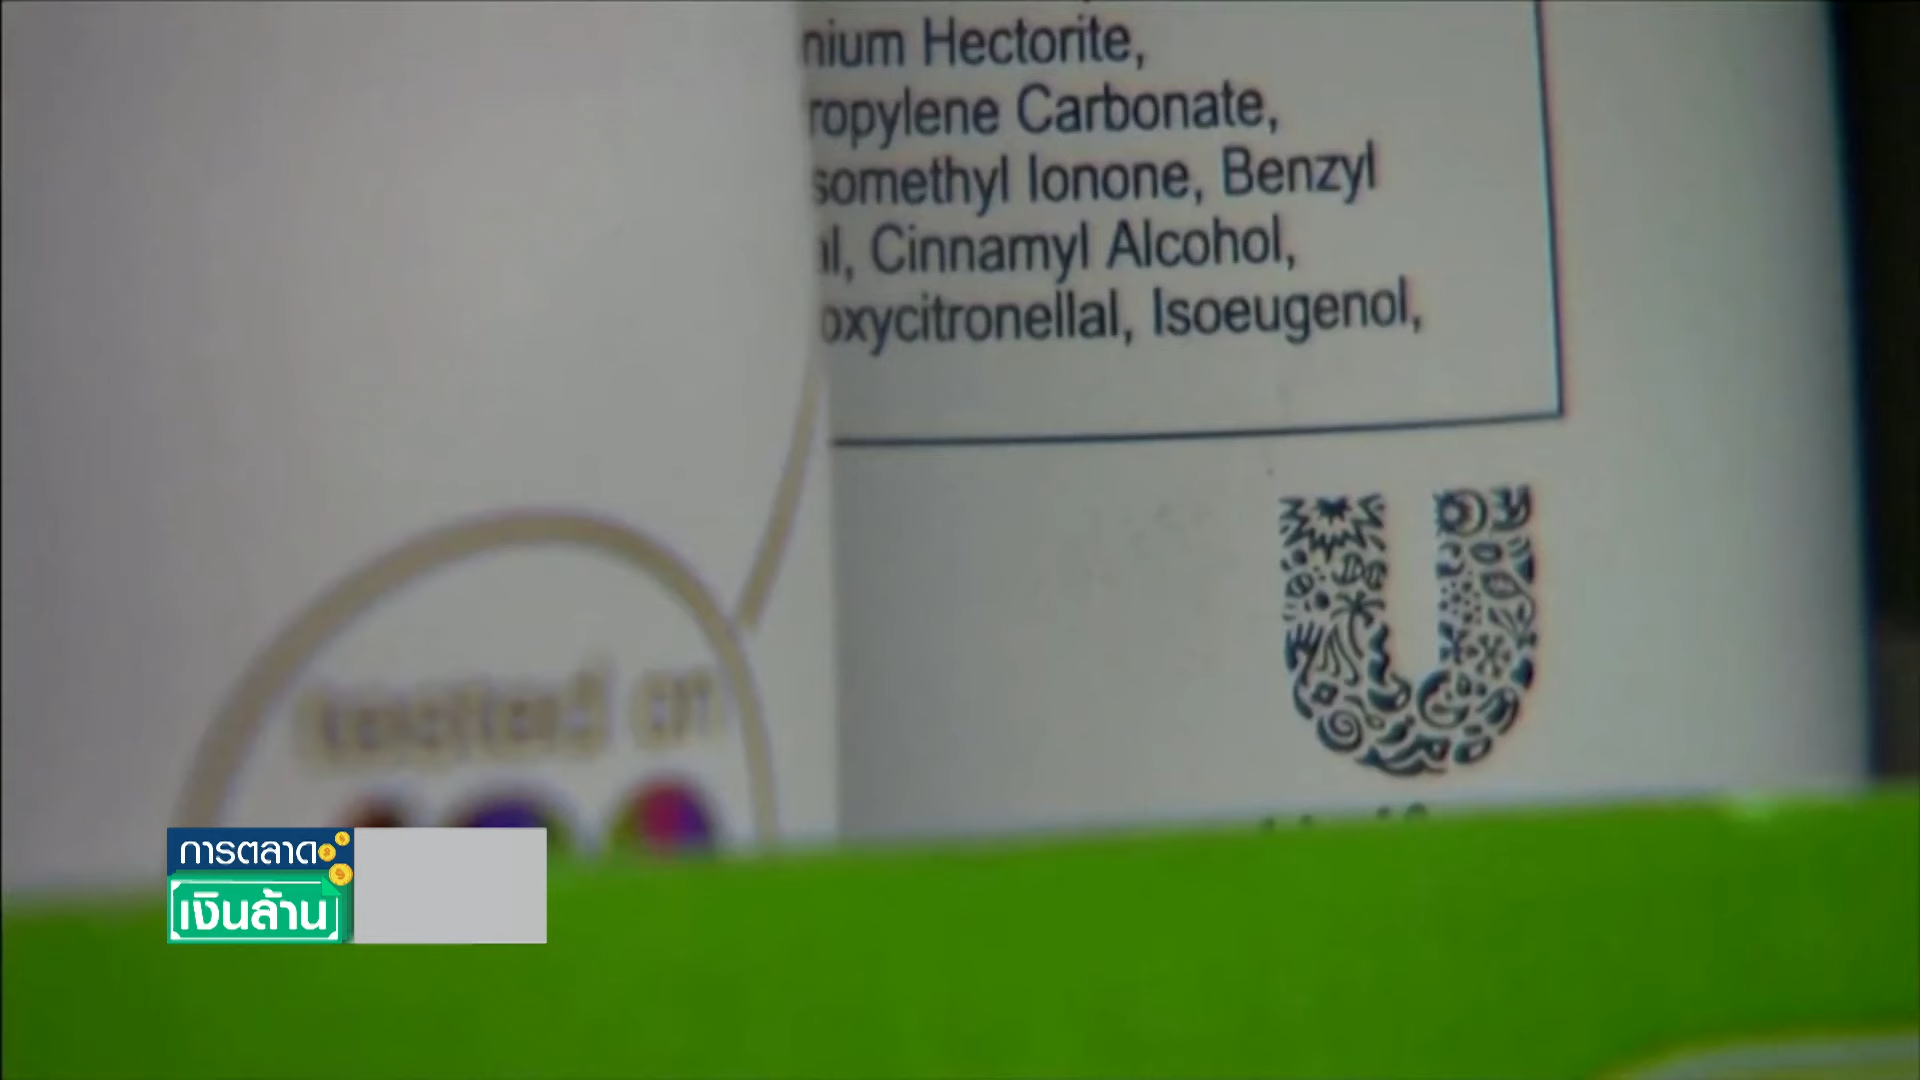 nium Hectorite,
ropylene Carbonate,
somethyl Ionone, Benzyl
al, Cinnamyl Alcohol,
oxycitronellal, Isoeugenol,
การตลาด
เงินล้าน